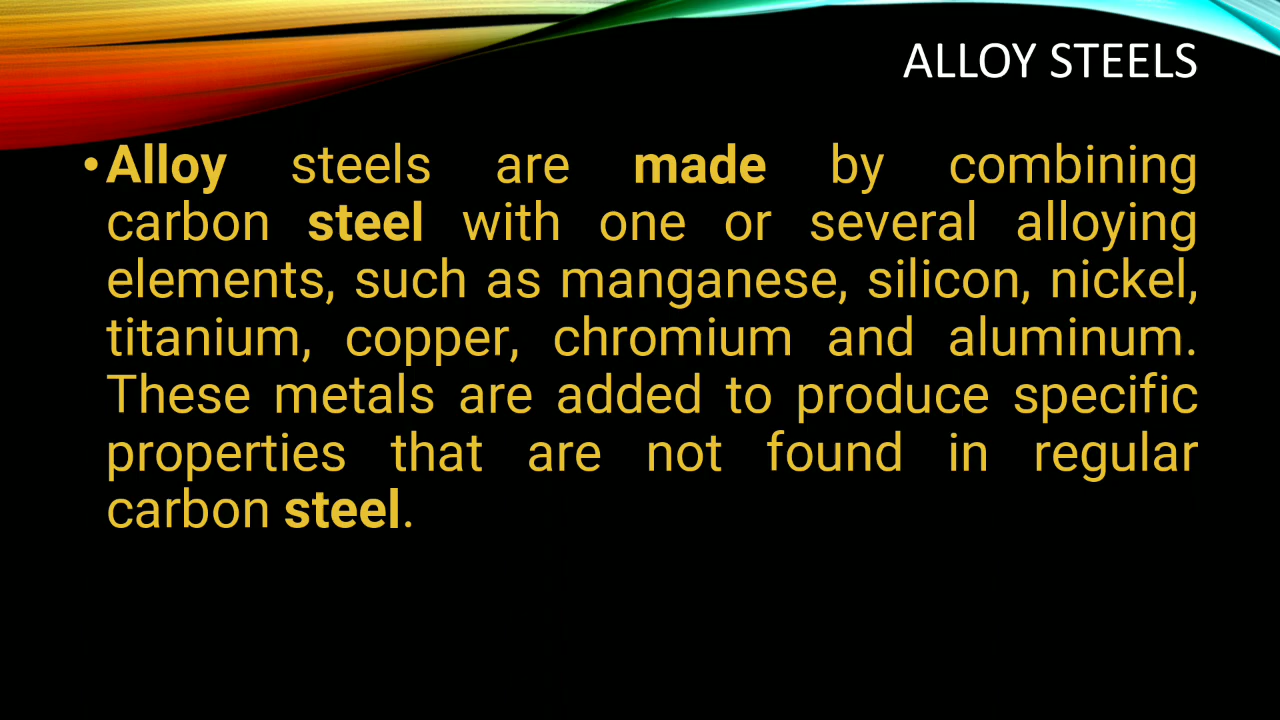 ALLOY STEELS
•Alloy steels are made by combining
carbon steel with one or several alloying
elements, such as manganese, silicon, nickel,
titanium, copper, chromium and aluminum.
These metals are added to produce specific
properties that are not found in regular
carbon steel.